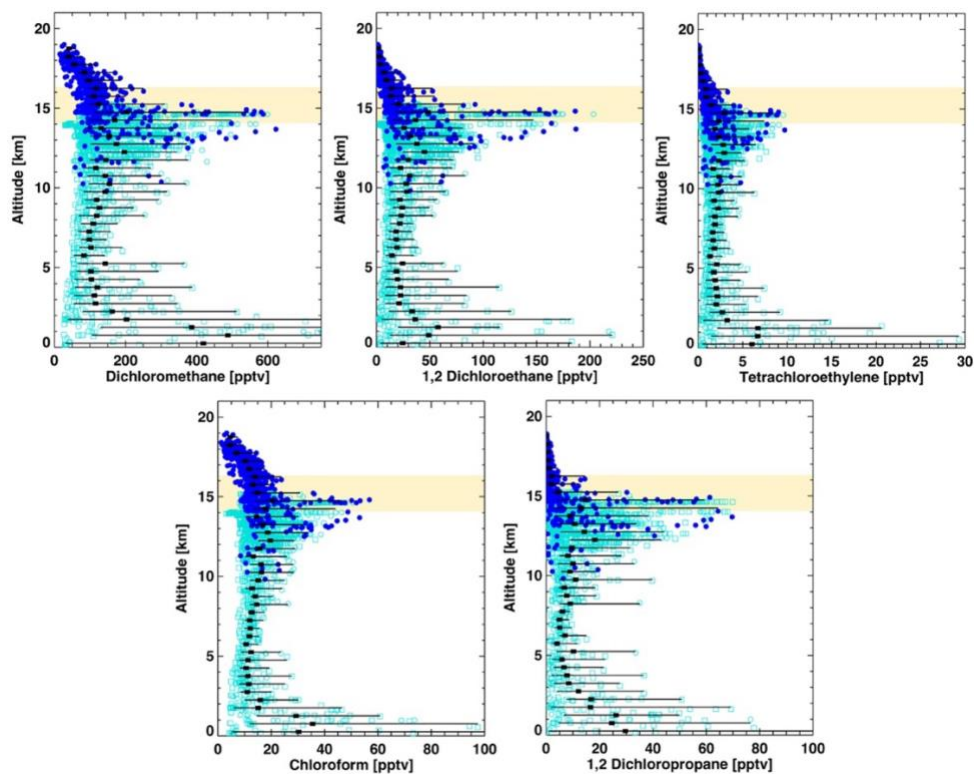 20
15
10
5
0
Altitude [km]
0 200 400 600
Dichloromethane [pptv]
20
15
10
5
0
Altitude [km]
0 50 100 150 200 250
1,2 Dichloroethane [pptv]
20
15
10
5
0
Altitude [km]
0 5 10 15 20 25 30
Tetrachloroethylene [pptv]
20
15
10
5
0
Altitude [km]
0 20 40 60 80 100
Chloroform [pptv]
20
15
10
5
0
Altitude [km]
0 20 40 60 80 100
1,2 Dichloropropane [pptv]